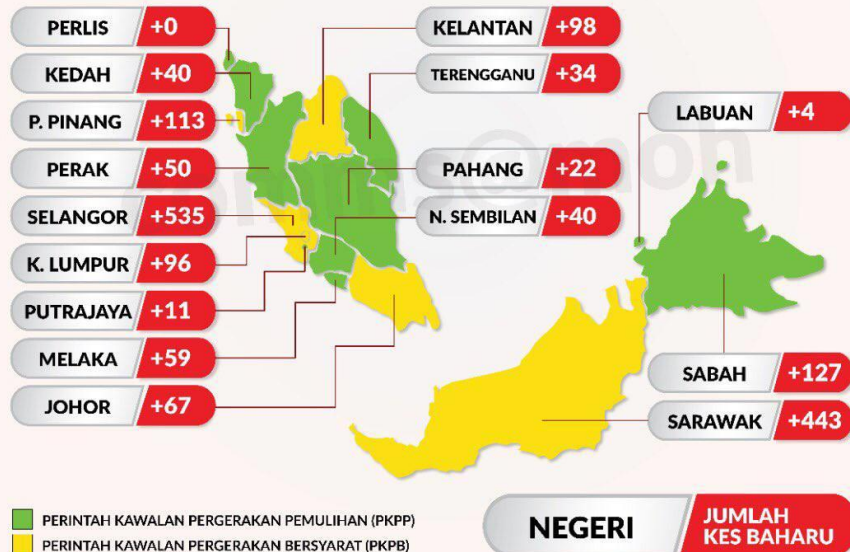 PERLIS +0
KEDAH +40
P. PINANG +113
PERAK +50
SELANGOR +535
K. LUMPUR +96
PUTRAJAYA +11
MELAKA +59
JOHOR +67
KELANTAN +98
TERENGGANU +34
PAHANG +22
N. SEMBILAN +40
LABUAN +4
SABAH +127
SARAWAK +443
PERINTAH KAWALAN PERGERAKAN PEMULIHAN (PKPP)
PERINTAH KAWALAN PERGERAKAN BERSYARAT (PKPB)
NEGERI
JUMLAH
KES BAHARU